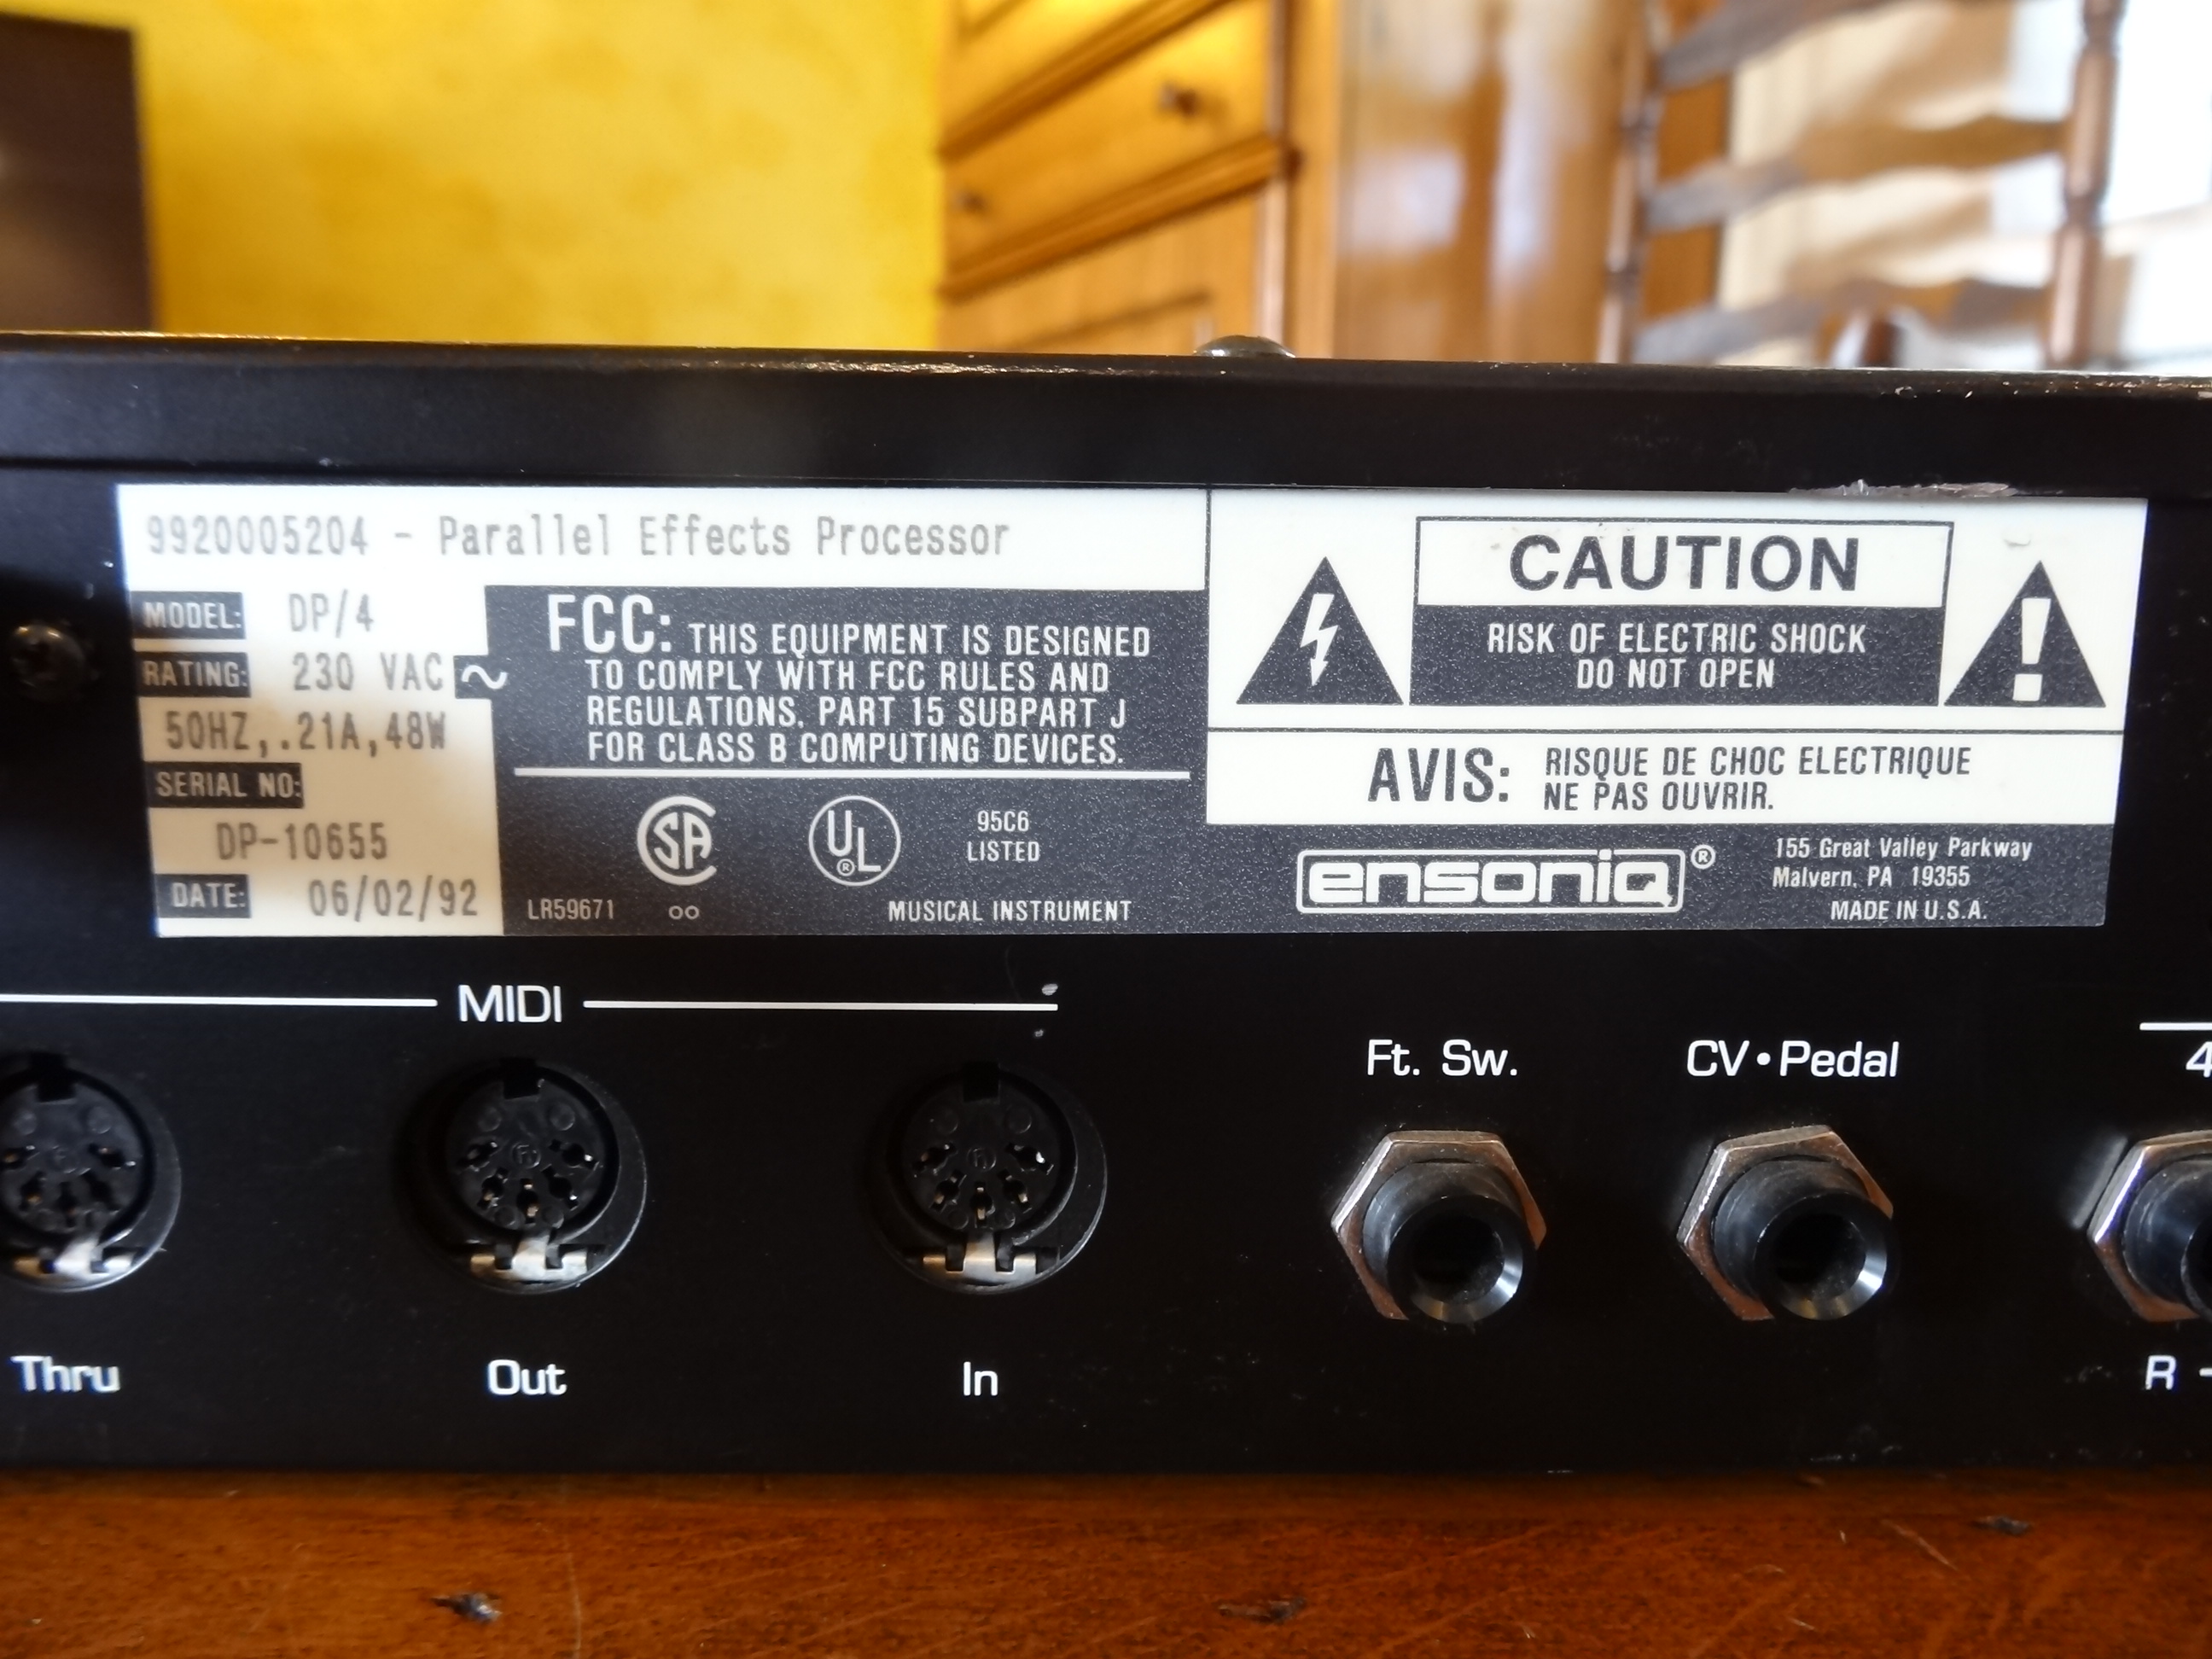 9920005204 - Parallel Effects Processor
MODEL: DP/4
RATING: 230 VAC ~
50HZ,.21A,48W
SERIAL NO:
DP-10655
DATE: 06/02/92
FCC: THIS EQUIPMENT IS DESIGNED
TO COMPLY WITH FCC RULES AND
REGULATIONS, PART 15 SUBPART J
FOR CLASS B COMPUTING DEVICES.
SA
UL®
95C6
LISTED
LR59671
MUSICAL INSTRUMENT
CAUTION
RISK OF ELECTRIC SHOCK
DO NOT OPEN
AVIS: RISQUE DE CHOC ELECTRIQUE
NE PAS OUVRIR.
ensoniq®
155 Great Valley Parkway
Malvern, PA 19355
MADE IN U.S.A.
MIDI
Ft. Sw.
CV•Pedal
4
Thru
Out
In
R -